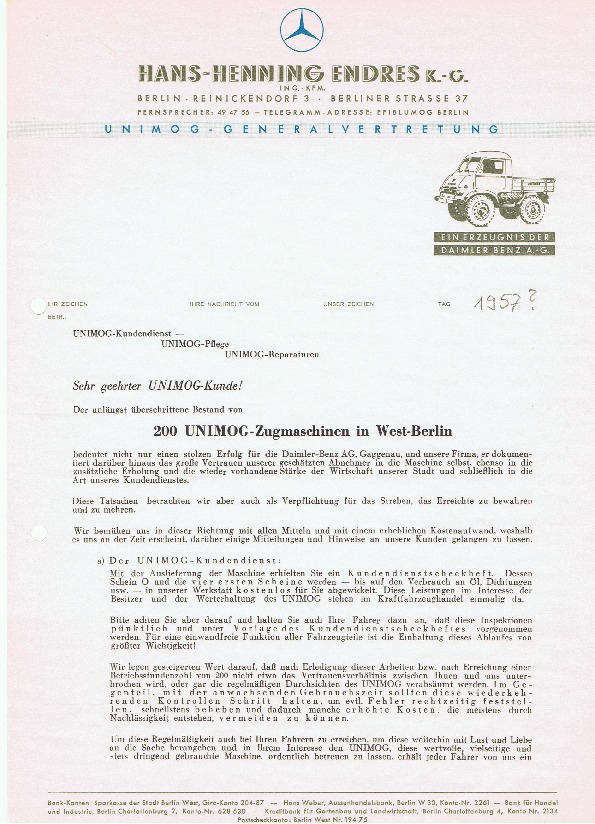 HANS-HENNING ENDRES K.-G.
ING.-KFM.
BERLIN-REINICKENDORF 3 · BERLINER STRASSE 37
FERNSPRECHER: 49 47 56 — TELEGRAMM-ADRESSE: EFIBLUMOG BERLIN
UNIMOG-GENERALVERTRETUNG
EIN ERZEUGNIS DER
DAIMLER BENZ A.-G.
IHR ZEICHEN IHRE NACHRICHT VOM UNSER ZEICHEN TAG 1957?
BETR.:
UNIMOG-Kundendienst —
UNIMOG-Pflege
UNIMOG-Reparaturen
Sehr geehrter UNIMOG-Kunde!
Der unlängst überschrittene Bestand von
200 UNIMOG-Zugmaschinen in West-Berlin
bedeutet nicht nur einen stolzen Erfolg für die Daimler-Benz AG, Gaggenau, und unsere Firma, er dokumen-
tiert darüber hinaus das große Vertrauen unserer geschätzten Abnehmer in die Maschine selbst, ebenso in die
zusätzliche Erholung und die wieder vorhandene Stärke der Wirtschaft unserer Stadt und schließlich in die
Art unseres Kundendienstes.
Diese Tatsachen betrachten wir aber auch als Verpflichtung für das Streben, das Erreichte zu bewahren
und zu mehren.
Wir bemühen uns in dieser Richtung mit allen Mitteln und mit einem erheblichen Kostenaufwand, weshalb
es uns an der Zeit erscheint, darüber einige Mitteilungen und Hinweise an unsere Kunden gelangen zu lassen.
a) Der UNIMOG-Kundendienst:
Mit der Auslieferung der Maschine erhielten Sie ein Kundendienstscheckheft. Dessen
Schein O und die vier ersten Scheine werden — bis auf den Verbrauch an Öl, Dichtungen
usw. — in unserer Werkstatt kostenlos für Sie abgewickelt. Diese Leistungen im Interesse der
Besitzer und der Werterhaltung des UNIMOG stehen im Kraftfahrzeughandel einmalig da.
Bitte achten Sie aber darauf und halten Sie auch Ihre Fahrer dazu an, daß diese Inspektionen
pünktlich und unter Vorlage des Kundendienstscheckheftes vorgenommen
werden. Für eine einwandfreie Funktion aller Fahrzeugteile ist die Einhaltung dieses Ablaufes von
größter Wichtigkeit!
Wir legen gesteigerten Wert darauf, daß nach Erledigung dieser Arbeiten bzw. nach Erreichung einer
Betriebsstundenzahl von 200 nicht etwa das Vertrauensverhältnis zwischen Ihnen und uns unter-
brochen wird, oder gar die regelmäßigen Durchsichten des UNIMOG versäumt werden. Im Ge-
genteil, mit der anwachsenden Gebrauchszeit sollten diese wiederkeh-
renden Kontrollen Schritt halten, um evtl. Fehler rechtzeitig feststel-
len, schnellstens beheben und dadurch manche erhöhte Kosten, die meistens durch
Nachlässigkeit entstehen, vermeiden zu können.
Um diese Regelmäßigkeit auch bei Ihren Fahrern zu erreichen, um diese weiterhin mit Lust und Liebe
an die Sache herangehen und in Ihrem Interesse den UNIMOG, diese wertvolle, vielseitige und
stets dringend gebrauchte Maschine, ordentlich betreuen zu lassen, erhält jeder Fahrer von uns ein
Bank-Konten: Sparkasse der Stadt Berlin West, Giro-Konto 204-87 — Hans Weber, Aussenhandelsbank, Berlin W 30, Konto-Nr. 2261 — Bank für Handel
und Industrie, Berlin Charlottenburg 2, Konto-Nr. 628 630 — Kreditbank für Gartenbau und Landwirtschaft, Berlin Charlottenburg 4, Konto Nr. 2134
Postscheckkonto: Berlin West Nr. 194 75